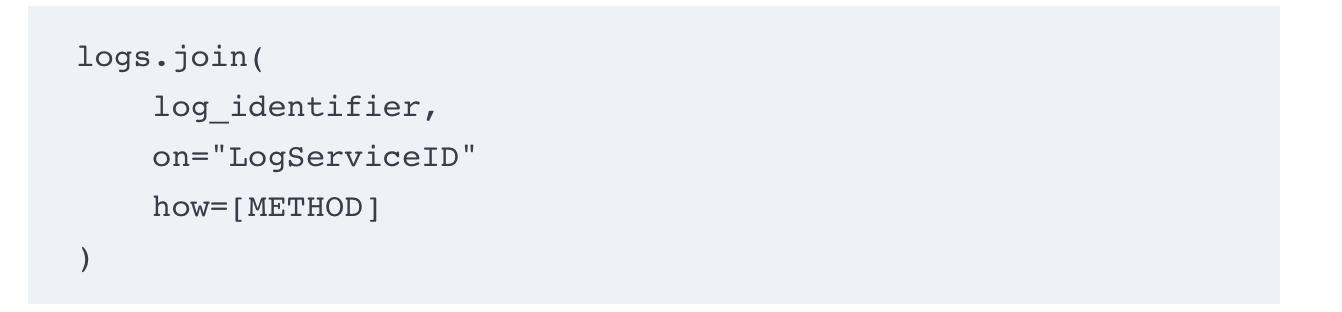 logs.join(
    log_identifier,
    on="LogServiceID"
    how=[METHOD]
)